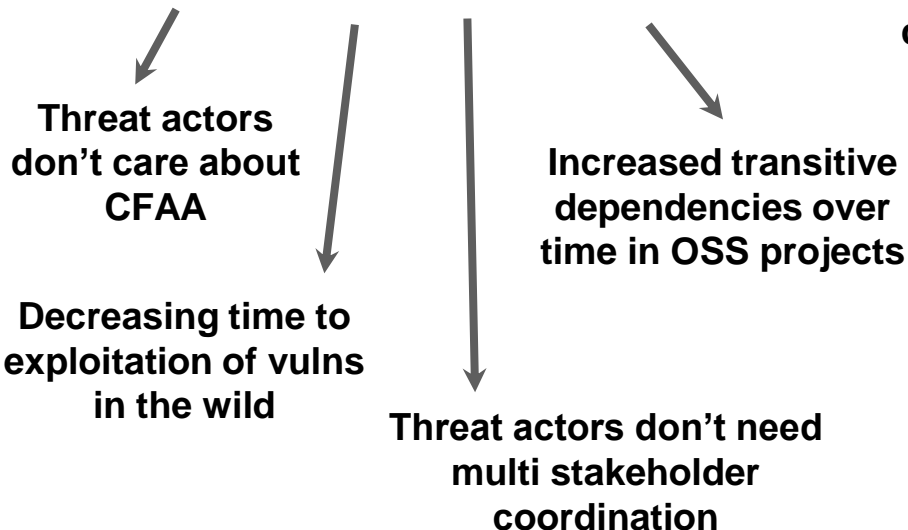 Threat actors
don’t care about
CFAA
Increased transitive
dependencies over
time in OSS projects
Decreasing time to
exploitation of vulns
in the wild
Threat actors don’t need
multi stakeholder
coordination